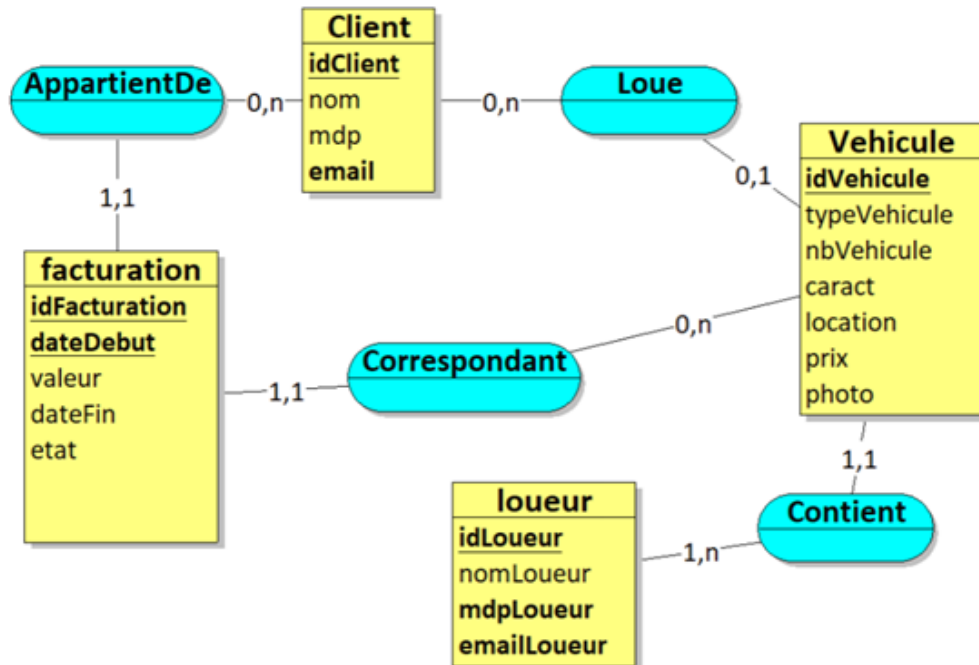 Client
idClient
nom
mdp
email
AppartientDe
0,n
0,n
Loue
1,1
0,1
Vehicule
idVehicule
typeVehicule
nbVehicule
caract
location
prix
photo
facturation
idFacturation
dateDebut
valeur
dateFin
etat
1,1
Correspondant
0,n
1,1
Contient
1,n
loueur
idLoueur
nomLoueur
mdpLoueur
emailLoueur